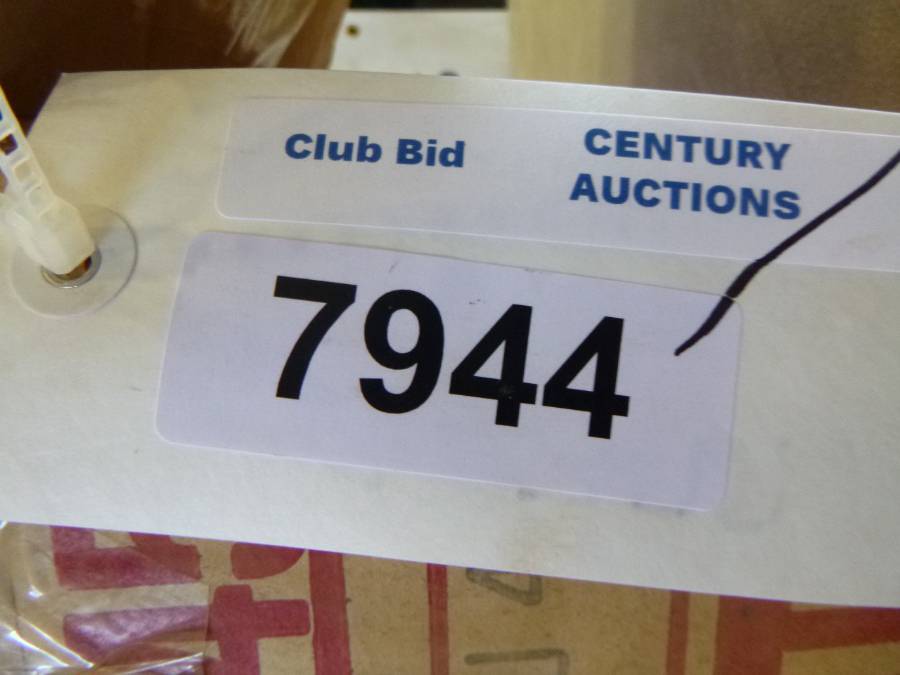 Club Bid
CENTURY
AUCTIONS
7944